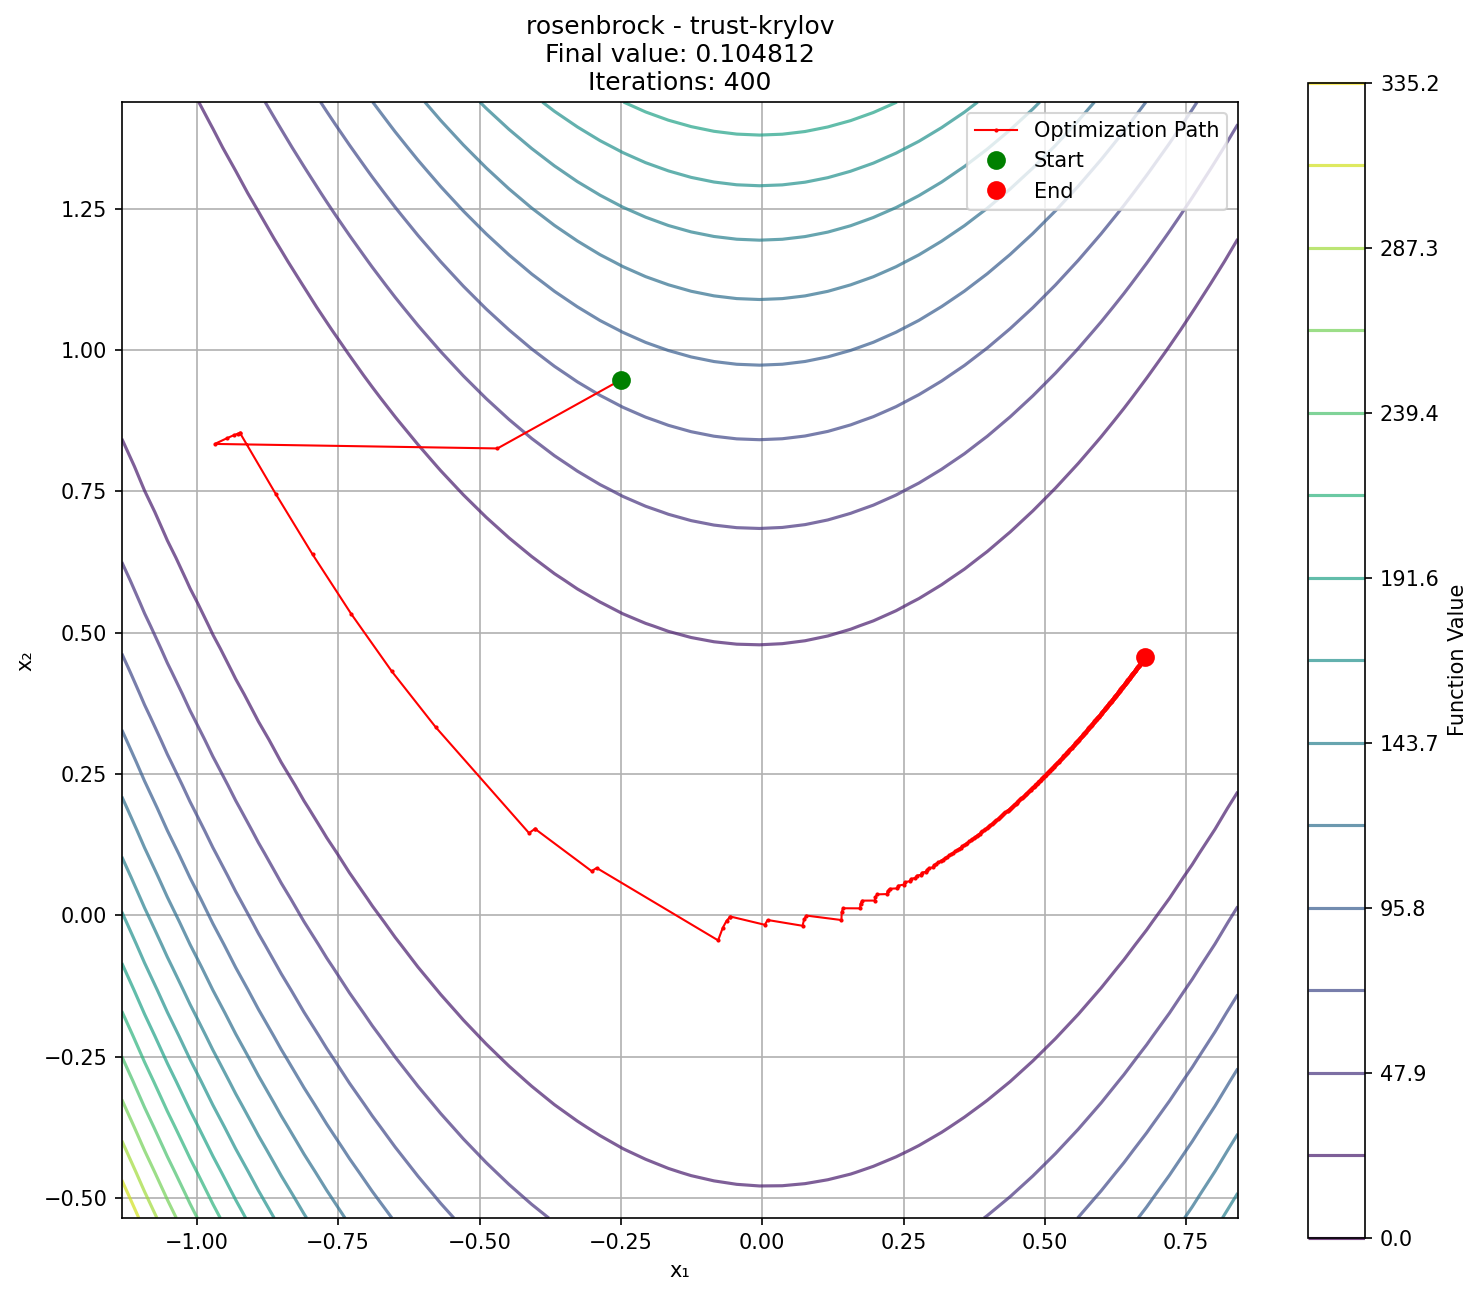 rosenbrock - trust-krylov
Final value: 0.104812
Iterations: 400
Optimization Path
Start
End
1.25
1.00
0.75
0.50
0.25
0.00
−0.25
−0.50
x₂
−1.00
−0.75
−0.50
−0.25
0.00
0.25
0.50
0.75
x₁
335.2
287.3
239.4
191.6
143.7
95.8
47.9
0.0
Function Value